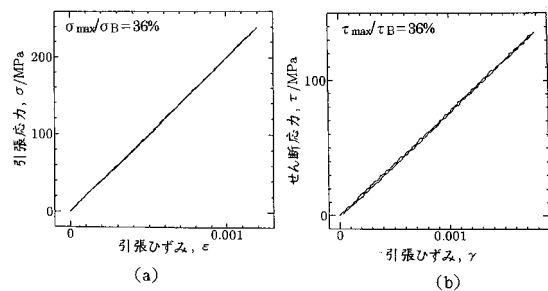 σmax/σB=36%
引張応力, σ/MPa
200
100
0
0
0.001
引張ひずみ, ε
(a)
τmax/τB=36%
せん断応力, τ/MPa
100
0
0
0.001
引張ひずみ, γ
(b)